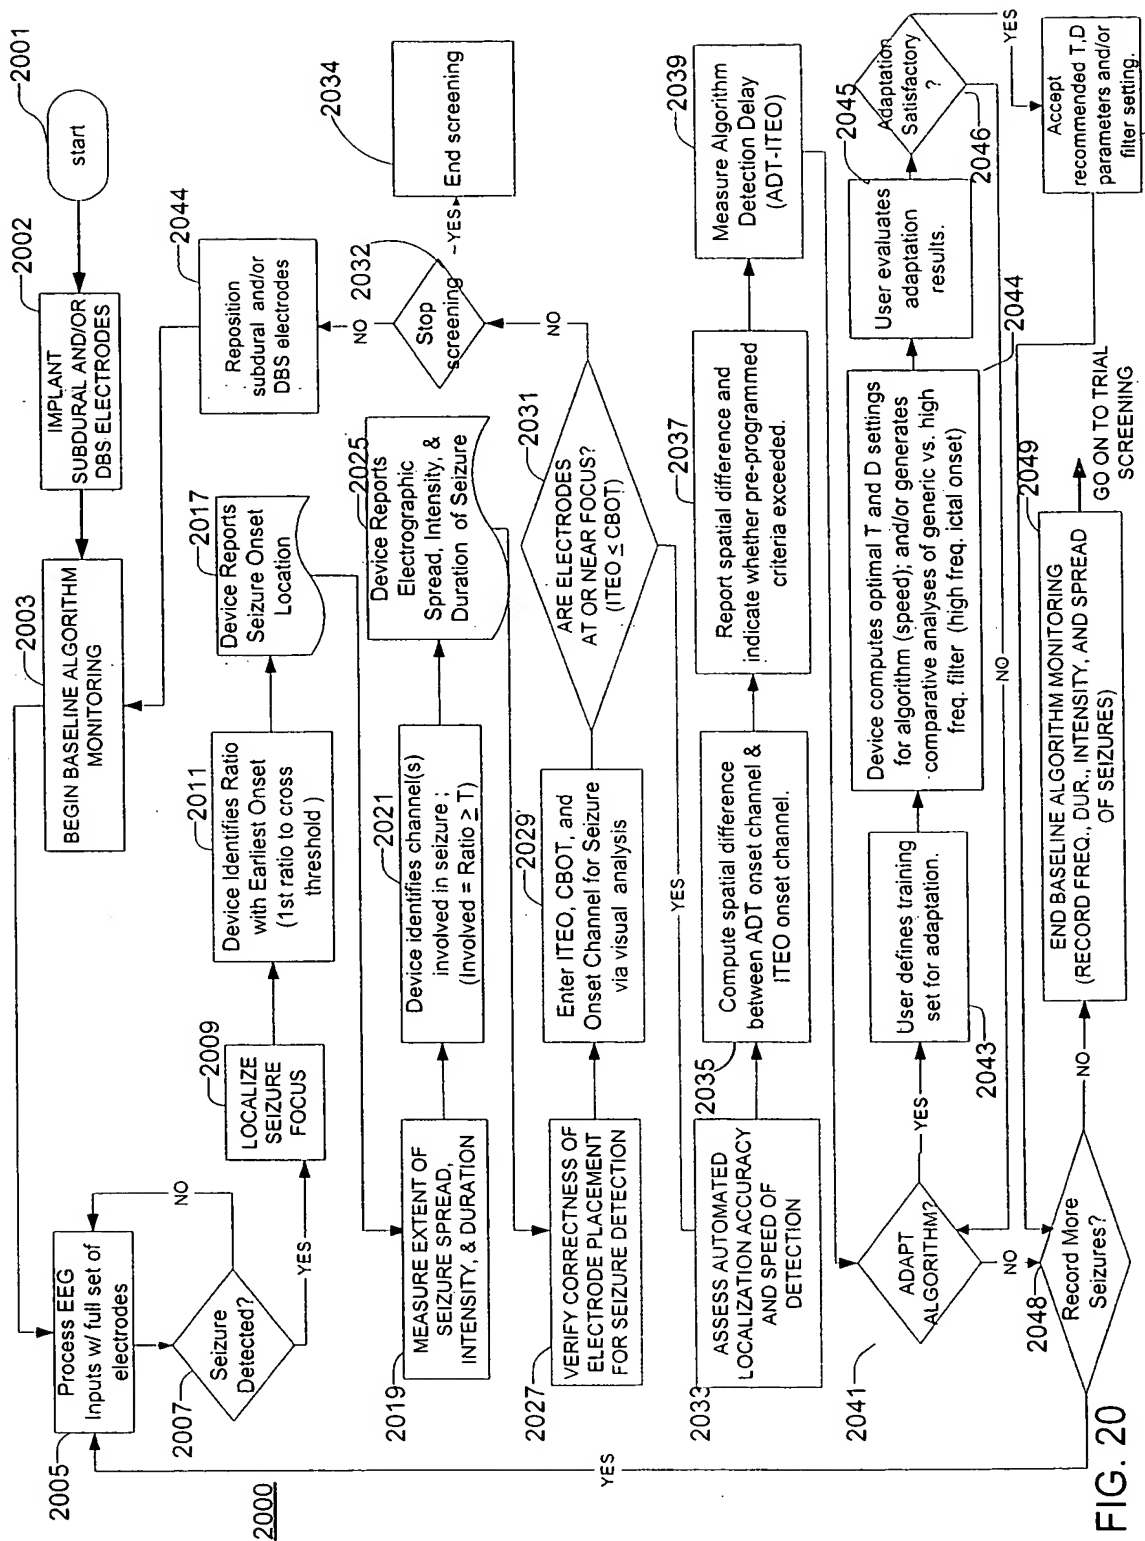 2001
start
2002
IMPLANT
SUBDURAL AND/OR
DBS ELECTRODES
2003
BEGIN BASELINE ALGORITHM
MONITORING
2005
Process EEG
Inputs w/ full set of
electrodes
2007
Seizure
Detected?
NO
YES
2009
LOCALIZE
SEIZURE
FOCUS
2011
Device Identifies Ratio
with Earliest Onset
(1st ratio to cross
threshold )
2017
Device Reports
Seizure Onset
Location
2044
Reposition
subdural and/or
DBS electrodes
2019
MEASURE EXTENT OF
SEIZURE SPREAD,
INTENSITY, & DURATION
2021
Device identifies channel(s)
involved in seizure ;
(Involved = Ratio ≥ T)
2025
Device Reports
Electrographic
Spread, Intensity, &
Duration of Seizure
NO
2032
Stop
screening
YES
2034
End screening
2027
VERIFY CORRECTNESS OF
ELECTRODE PLACEMENT
FOR SEIZURE DETECTION
2029
Enter ITEO, CBOT, and
Onset Channel for Seizure
via visual analysis
2031
ARE ELECTRODES
AT OR NEAR FOCUS?
(ITEO ≤ CBOT)
NO
YES
2033
ASSESS AUTOMATED
LOCALIZATION ACCURACY
AND SPEED OF
DETECTION
2035
Compute spatial difference
between ADT onset channel &
ITEO onset channel.
2037
Report spatial difference and
indicate whether pre-programmed
criteria exceeded.
2039
Measure Algorithm
Detection Delay
(ADT-ITEO)
2041
ADAPT
ALGORITHM?
YES
NO
2043
User defines training
set for adaptation.
2044
Device computes optimal T and D settings
for algorithm (speed); and/or generates
comparative analyses of generic vs. high
freq. filter (high freq. ictal onset)
2045
User evaluates
adaptation
results.
2046
Adaptation
Satisfactory
?
YES
NO
Accept
recommended T,D
parameters and/or
filter setting.
2048
Record More
Seizures?
YES
NO
2049
END BASELINE ALGORITHM MONITORING
(RECORD FREQ., DUR., INTENSITY, AND SPREAD
OF SEIZURES)
GO ON TO TRIAL
SCREENING
2000
FIG. 20